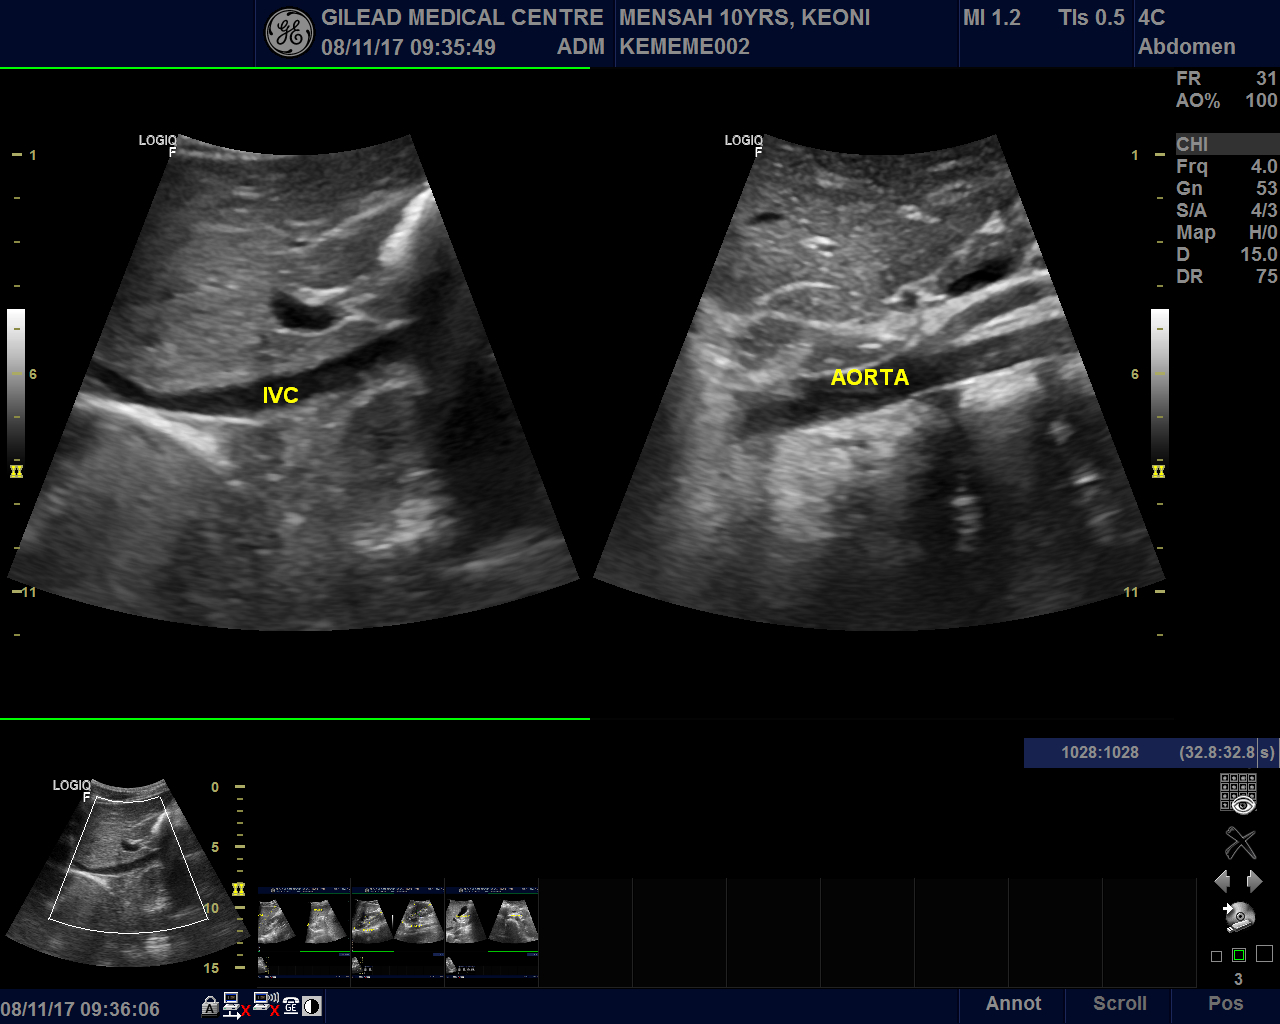 GILEAD MEDICAL CENTRE
08/11/17 09:35:49 ADM
MENSAH 10YRS, KEONI
KEMEME002
MI 1.2 TIs 0.5
4C
Abdomen
FR 31
AO% 100
CHI
Frq 4.0
Gn 53
S/A 4/3
Map H/0
D 15.0
DR 75
LOGIQ
F
1
6
11
IVC
LOGIQ
F
1
6
11
AORTA
1028:1028 (32.8:32.8 s)
LOGIQ
F
0
5
10
15
3
08/11/17 09:36:06
A
GE
Annot Scroll Pos